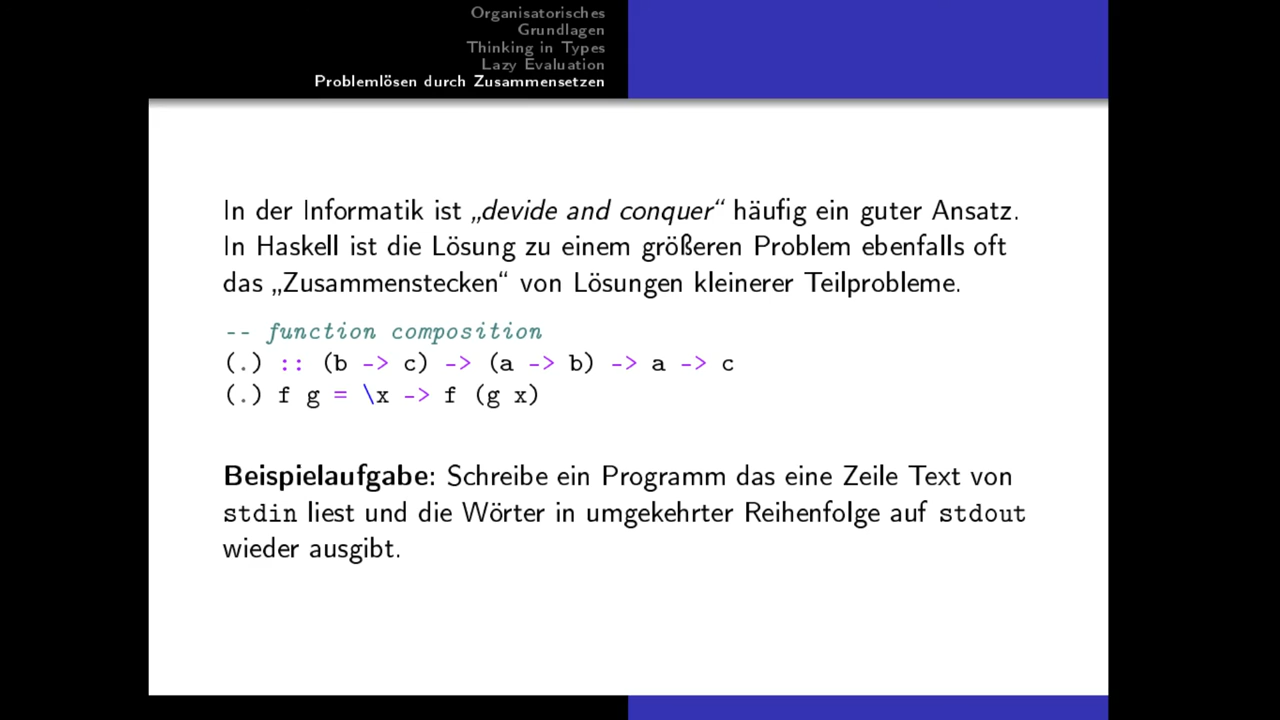 Organisatorisches
Grundlagen
Thinking in Types
Lazy Evaluation
Problemlösen durch Zusammensetzen
In der Informatik ist „devide and conquer“ häufig ein guter Ansatz.
In Haskell ist die Lösung zu einem größeren Problem ebenfalls oft
das „Zusammenstecken“ von Lösungen kleinerer Teilprobleme.
-- function composition
(.) :: (b -> c) -> (a -> b) -> a -> c
(.) f g = \x -> f (g x)
Beispielaufgabe: Schreibe ein Programm das eine Zeile Text von
stdin liest und die Wörter in umgekehrter Reihenfolge auf stdout
wieder ausgibt.